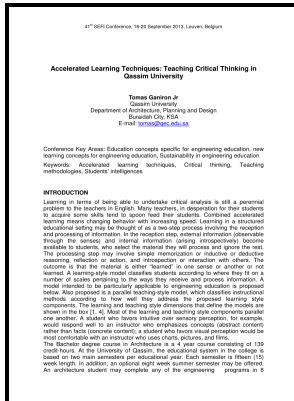 41st SEFI Conference, 16-20 September 2013, Leuven, Belgium
Accelerated Learning Techniques: Teaching Critical Thinking in
Qassim University
Tomas Ganiron Jr
Qassim University
Department of Architecture, Planning and Design
Buraidah City, KSA
E-mail: tomas@qec.edu.sa
Conference Key Areas: Education concepts specific for engineering education, new
learning concepts for engineering education, Sustainability in engineering education
Keywords: Accelerated learning techniques, Critical thinking, Teaching
methodologies, Students' intelligences
INTRODUCTION
Learning in terms of being able to undertake critical analysis is still a perennial
problem to the teachers in English. Many teachers, in desperation for their students
to acquire some skills tend to spoon feed their students. Combined accelerated
learning means changing behavior with increasing speed. Learning in a structured
educational setting may be thought of as a two-step process involving the reception
and processing of information. In the reception step, external information (observable
through the senses) and internal information (arising introspectively) become
available to students, who select the material they will process and ignore the rest.
The processing step may involve simple memorization or inductive or deductive
reasoning, reflection or action, and introspection or interaction with others. The
outcome is that the material is either "learned" in one sense or another or not
learned. A learning-style model classifies students according to where they fit on a
number of scales pertaining to the ways they receive and process information. A
model intended to be particularly applicable to engineering education is proposed
below. Also proposed is a parallel teaching-style model, which classifies instructional
methods according to how well they address the proposed learning style
components. The learning and teaching style dimensions that define the models are
shown in the box [1, 4]. Most of the learning and teaching style components parallel
one another. A student who favors intuitive over sensory perception, for example,
would respond well to an instructor who emphasizes concepts (abstract content)
rather than facts (concrete content); a student who favors visual perception would be
most comfortable with an instructor who uses charts, pictures, and films.
The Bachelor degree course in Architecture is a 4 year course consisting of 139
credit-hours. At the University of Qassim, the educational system in the college is
based on two main semesters per educational year. Each semester is fifteen (15)
week length. In addition; an optional eight week summer semester may be offered.
An architecture student may complete any of the engineering programs in 8